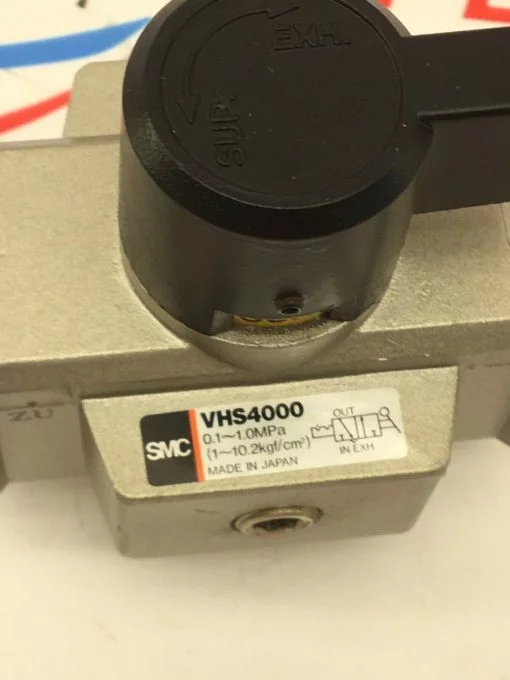 EXH.
SUP.
ZU
SMC
VHS4000
0.1~1.0MPa
(1~10.2kgf/cm²)
MADE IN JAPAN
OUT
IN EXH